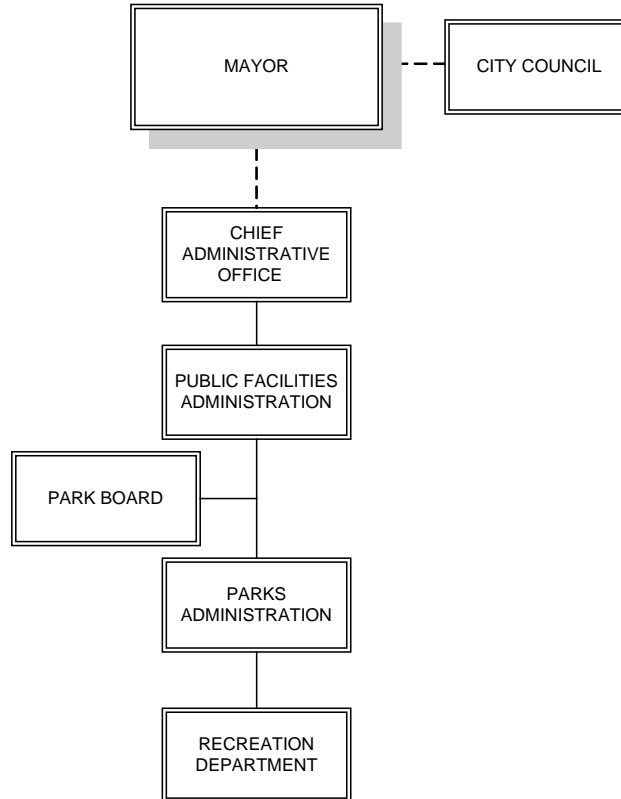 MAYOR
CITY COUNCIL
CHIEF
ADMINISTRATIVE
OFFICE
PUBLIC FACILITIES
ADMINISTRATION
PARK BOARD
PARKS
ADMINISTRATION
RECREATION
DEPARTMENT